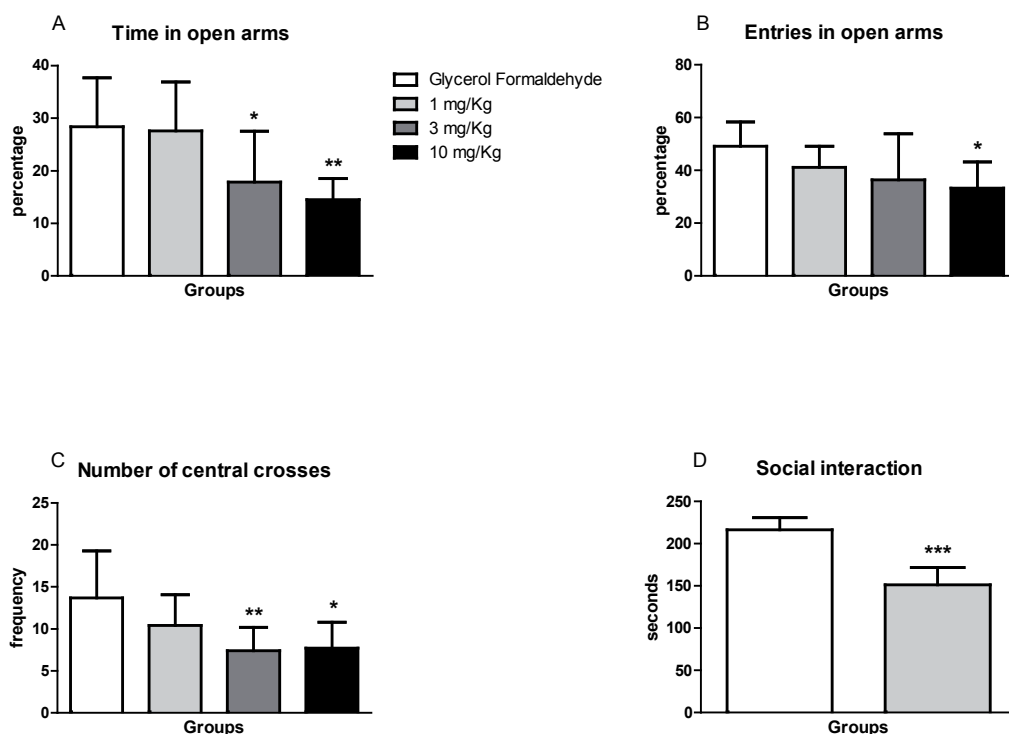 A
Time in open arms
40
30
20
10
0
percentage
*
**
Groups
Glycerol Formaldehyde
1 mg/Kg
3 mg/Kg
10 mg/Kg
B
Entries in open arms
80
60
40
20
0
percentage
*
Groups
C
Number of central crosses
25
20
15
10
5
0
frequency
**
*
Groups
D
Social interaction
250
200
150
100
50
0
seconds
***
Groups